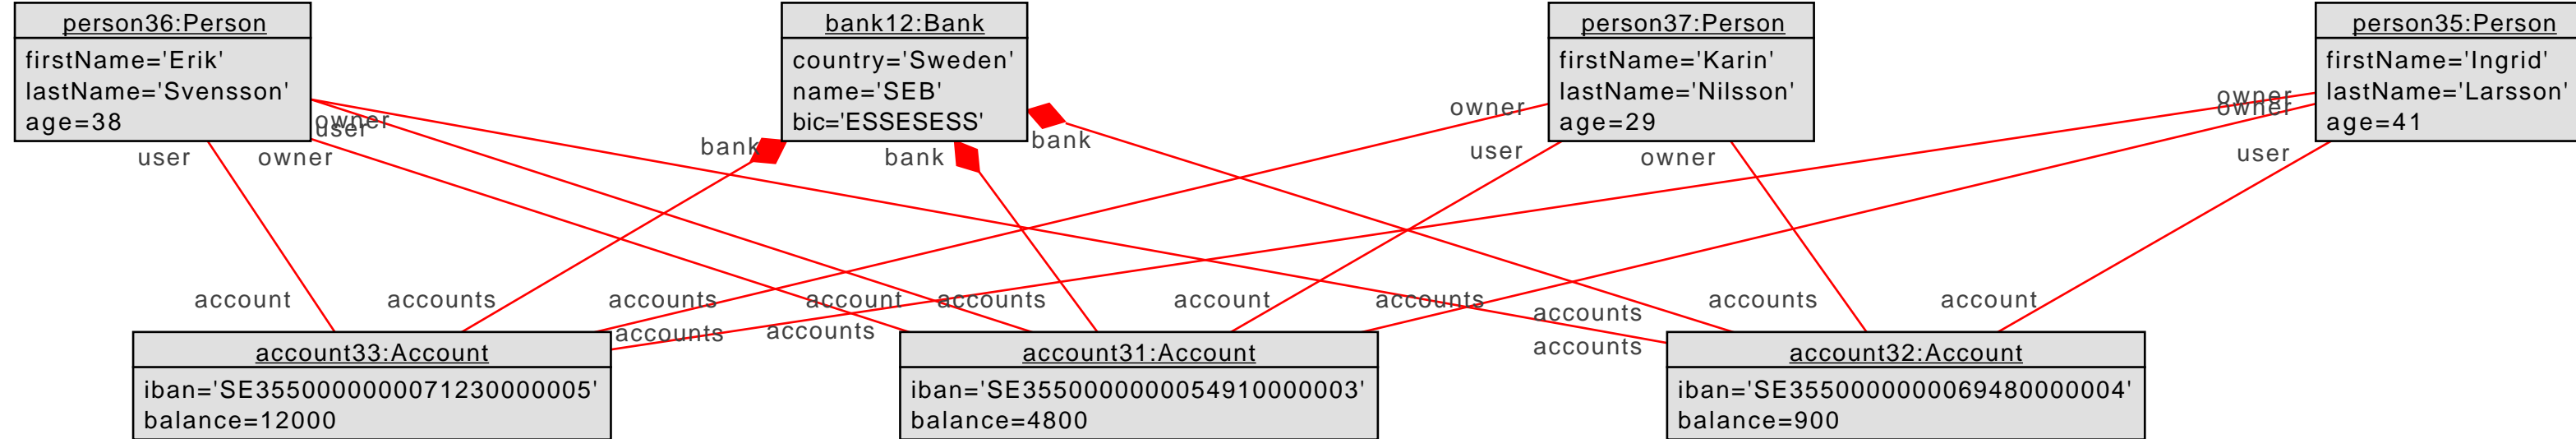 person36:Person
firstName='Erik'
lastName='Svensson'
age=38
bank12:Bank
country='Sweden'
name='SEB'
bic='ESSESESS'
person37:Person
firstName='Karin'
lastName='Nilsson'
age=29
person35:Person
firstName='Ingrid'
lastName='Larsson'
age=41
owner
user
user
owner
bank
bank
bank
owner
user
owner
owner
owner
user
account
accounts
accounts
account
accounts
account
accounts
accounts
accounts
account
accounts
accounts
accounts
account33:Account
iban='SE3550000000071230000005'
balance=12000
account31:Account
iban='SE3550000000054910000003'
balance=4800
account32:Account
iban='SE3550000000069480000004'
balance=900